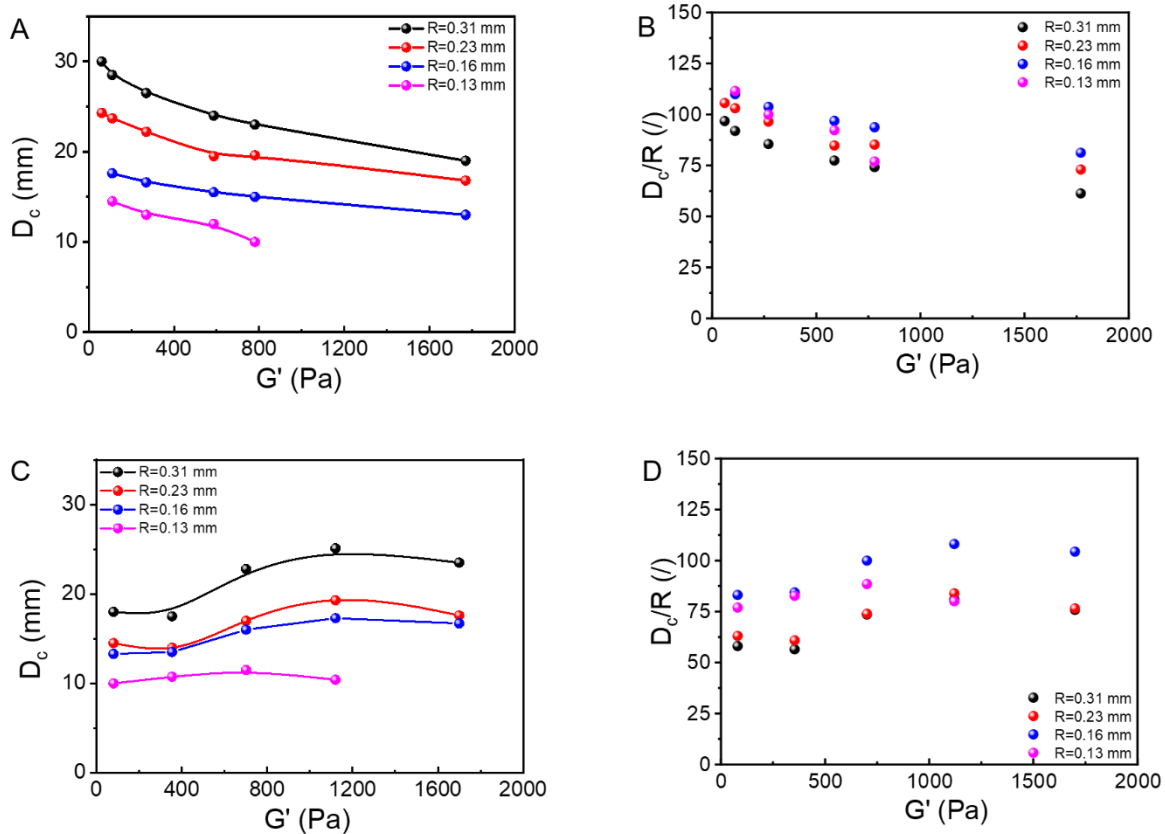 A
R=0.31 mm
R=0.23 mm
R=0.16 mm
R=0.13 mm
30
20
10
0
D_c (mm)
0 400 800 1200 1600 2000
G' (Pa)
B
R=0.31 mm
R=0.23 mm
R=0.16 mm
R=0.13 mm
150
125
100
75
50
25
0
D_c/R (/)
0 500 1000 1500 2000
G' (Pa)
C
R=0.31 mm
R=0.23 mm
R=0.16 mm
R=0.13 mm
30
20
10
0
D_c (mm)
0 400 800 1200 1600 2000
G' (Pa)
D
150
125
100
75
50
25
0
D_c/R (/)
R=0.31 mm
R=0.23 mm
R=0.16 mm
R=0.13 mm
0 500 1000 1500 2000
G' (Pa)